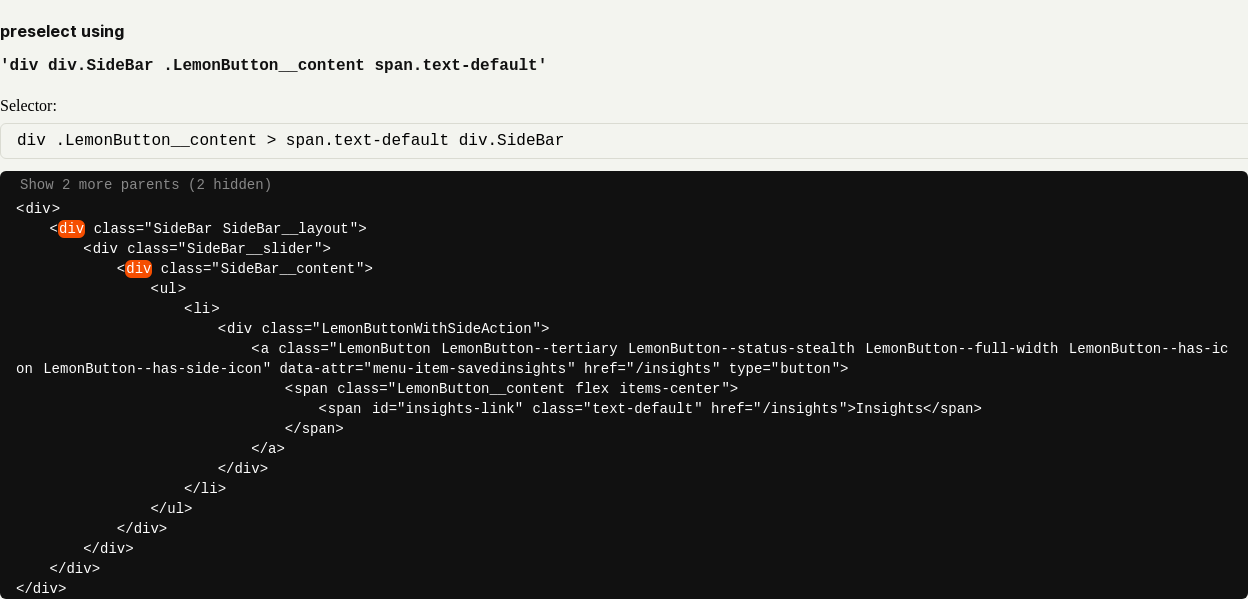 preselect using
'div div.SideBar .LemonButton__content span.text-default'
Selector:
div .LemonButton__content > span.text-default div.SideBar
Show 2 more parents (2 hidden)
<div>
<div class="SideBar SideBar__layout">
<div class="SideBar__slider">
<div class="SideBar__content">
<ul>
<li>
<div class="LemonButtonWithSideAction">
<a class="LemonButton LemonButton--tertiary LemonButton--status-stealth LemonButton--full-width LemonButton--has-ic
on LemonButton--has-side-icon" data-attr="menu-item-savedinsights" href="/insights" type="button">
<span class="LemonButton__content flex items-center">
<span id="insights-link" class="text-default" href="/insights">Insights</span>
</span>
</a>
</div>
</li>
</ul>
</div>
</div>
</div>
</div>